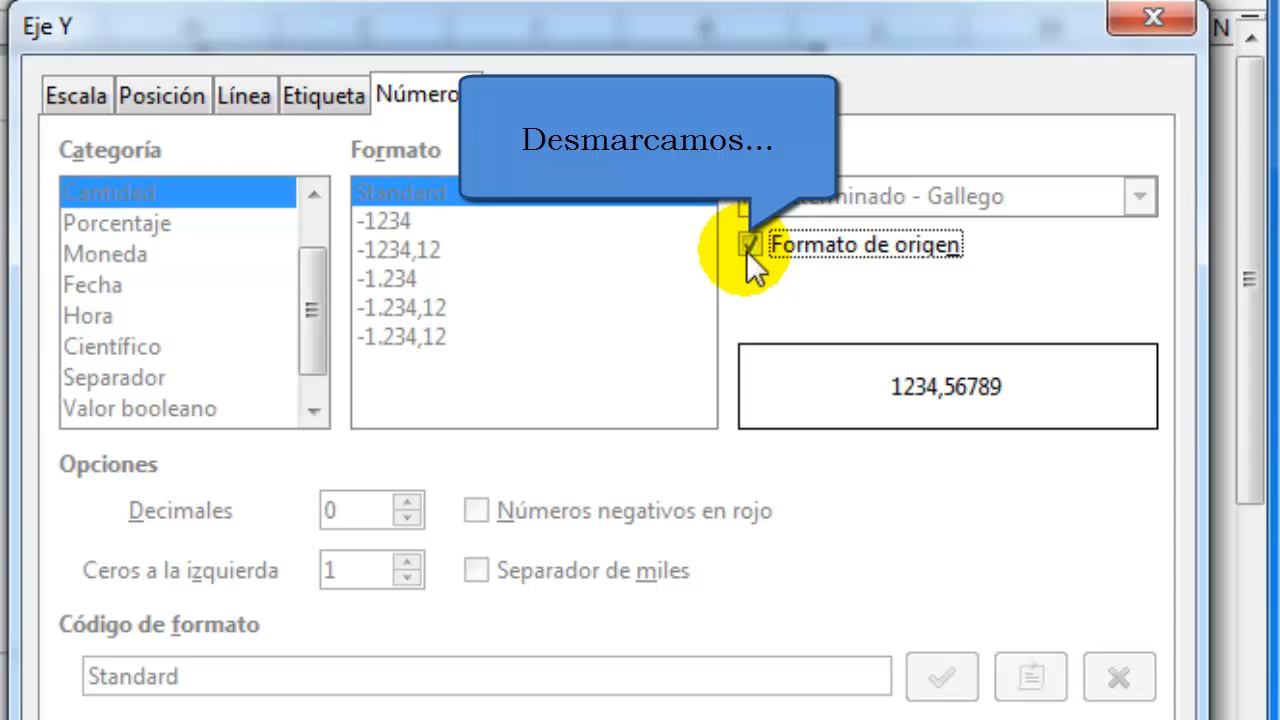 Eje Y
N
Escala Posición Línea Etiqueta Número
Desmarcamos...
Categoría
Formato
Cantidad
Porcentaje
Moneda
Fecha
Hora
Científico
Separador
Valor booleano
Standard
-1234
-1234,12
-1.234
-1.234,12
-1.234,12
- Gallego
Formato de origen
1234,56789
Opciones
Decimales 0
Números negativos en rojo
Ceros a la izquierda 1
Separador de miles
Código de formato
Standard